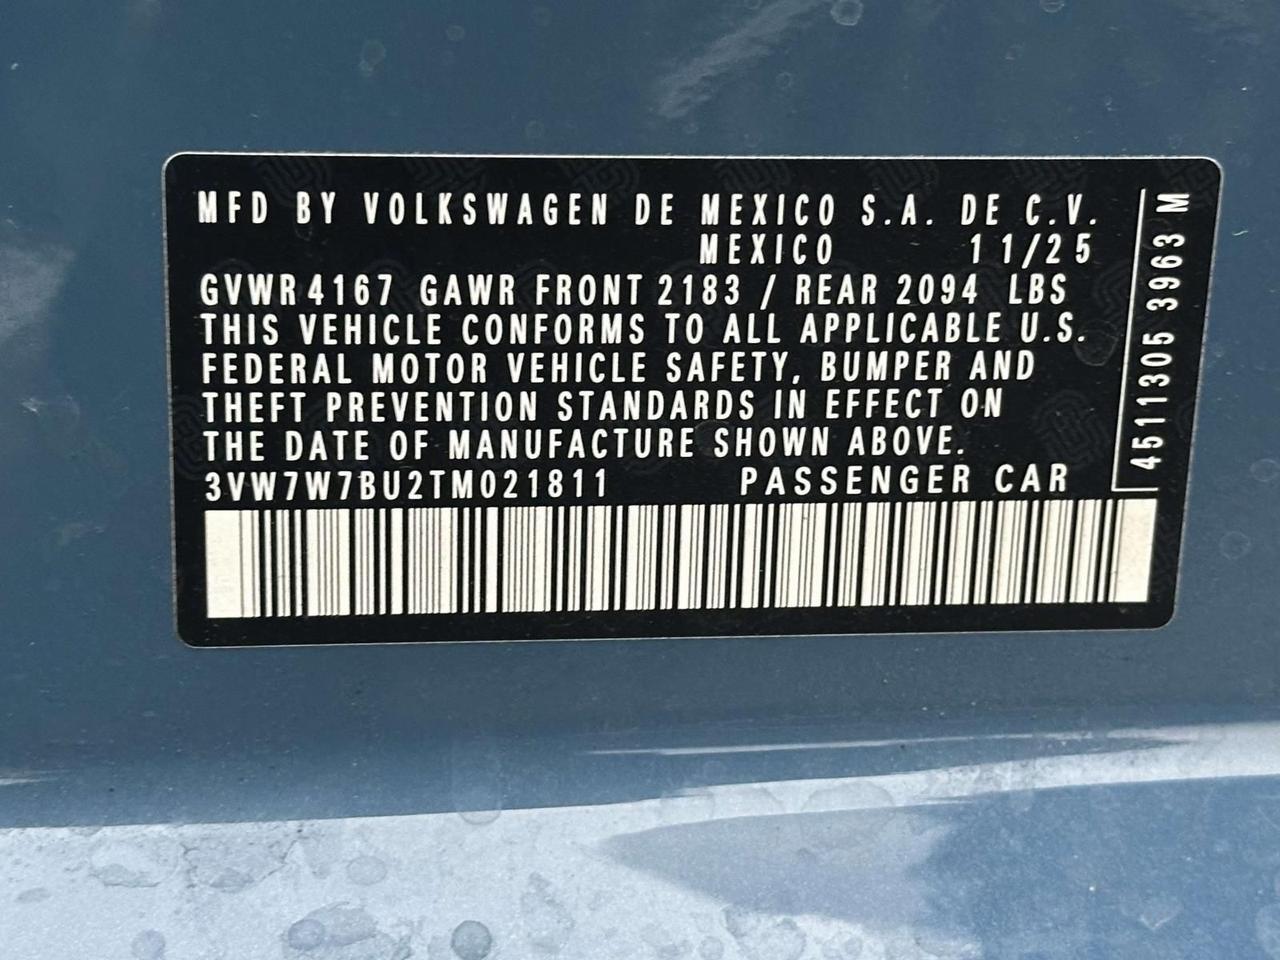 MFD BY VOLKSWAGEN DE MEXICO S.A. DE C.V.
MEXICO 11/25
GVWR 4167 GAWR FRONT 2183 / REAR 2094 LBS
THIS VEHICLE CONFORMS TO ALL APPLICABLE U.S.
FEDERAL MOTOR VEHICLE SAFETY, BUMPER AND
THEFT PREVENTION STANDARDS IN EFFECT ON
THE DATE OF MANUFACTURE SHOWN ABOVE.
3VW7W7BU2TM021811 PASSENGER CAR
4511305 3963 M